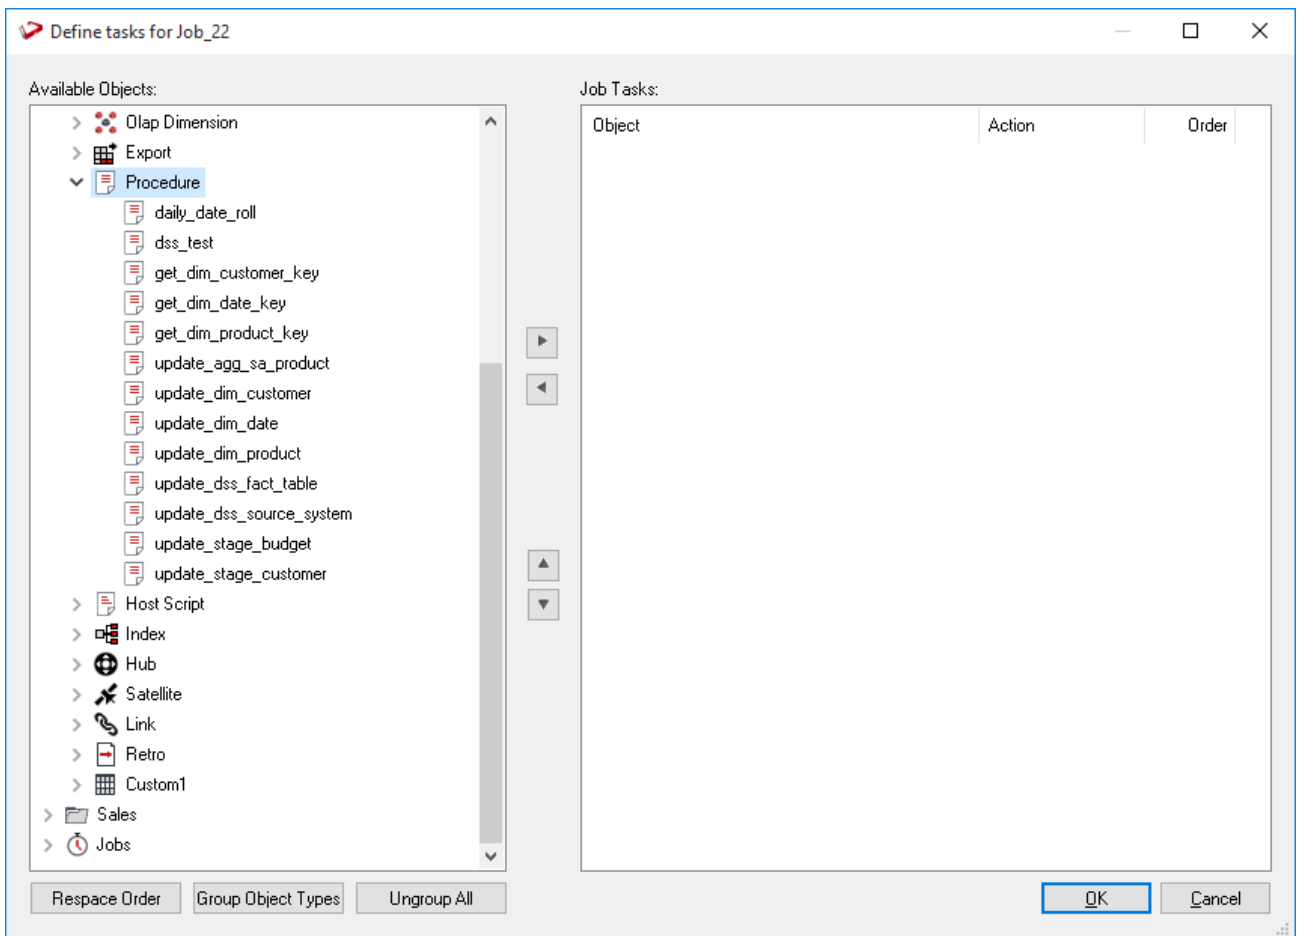 Define tasks for Job_22
Available Objects:
Job Tasks:
Olap Dimension
Export
Procedure
daily_date_roll
dss_test
get_dim_customer_key
get_dim_date_key
get_dim_product_key
update_agg_sa_product
update_dim_customer
update_dim_date
update_dim_product
update_dss_fact_table
update_dss_source_system
update_stage_budget
update_stage_customer
Host Script
Index
Hub
Satellite
Link
Retro
Custom1
Sales
Jobs
Object Action Order
Respace Order Group Object Types Ungroup All
OK Cancel